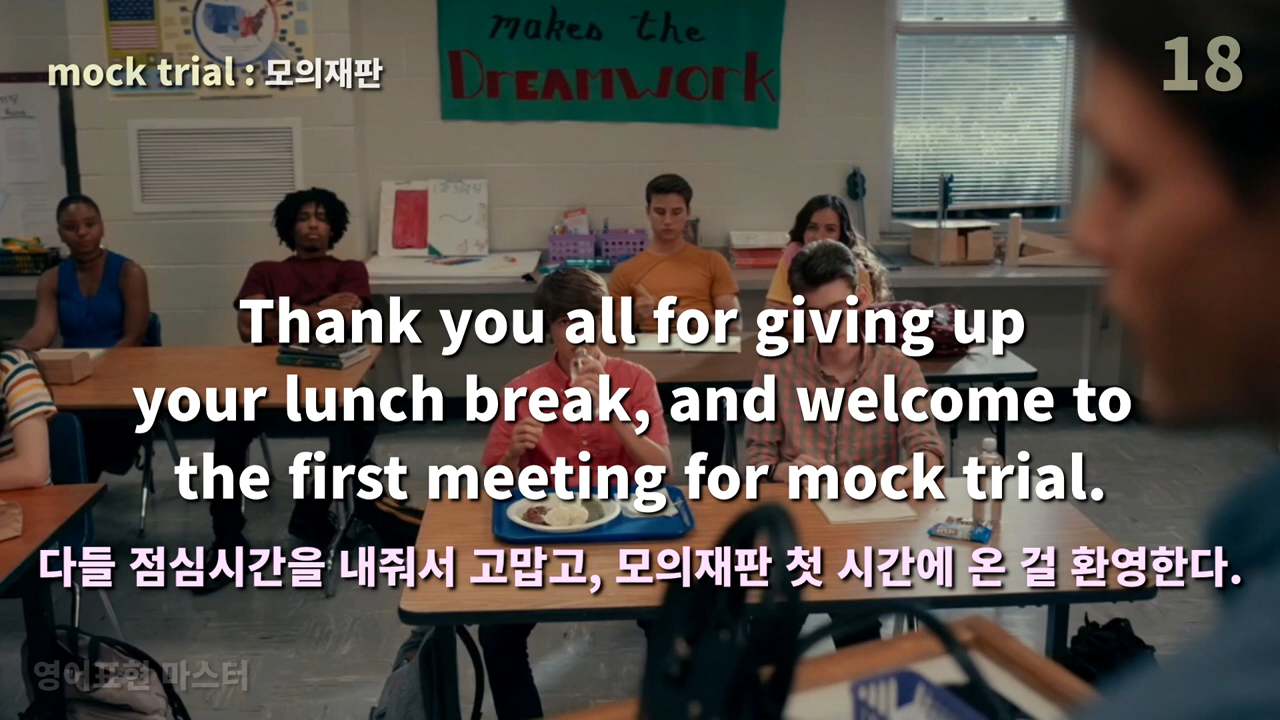 makes the
DREAMWORK
mock trial : 모의재판
18
Thank you all for giving up
your lunch break, and welcome to
the first meeting for mock trial.
다들 점심시간을 내줘서 고맙고, 모의재판 첫 시간에 온 걸 환영한다.
영어표현 마스터